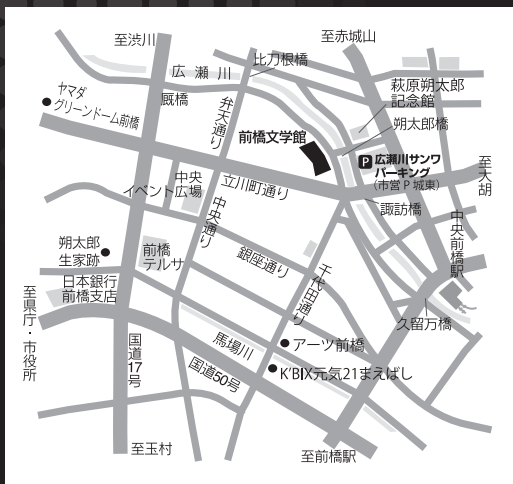 至渋川
至赤城山
比刀根橋
広瀬川
萩原朔太郎
記念館
ヤマダ
グリーンドーム前橋
厩橋
弁天通り
朔太郎橋
前橋文学館
P 広瀬川サンワ
パーキング
(市営P城東)
至大胡
中央
イベント広場
立川町通り
諏訪橋
中央通り
中央前橋駅
朔太郎
生家跡
前橋
テルサ
銀座通り
千代田通り
日本銀行
前橋支店
至県庁・市役所
久留万橋
国道17号
馬場川
アーツ前橋
国道50号
K'BIX元気21まえばし
至玉村
至前橋駅